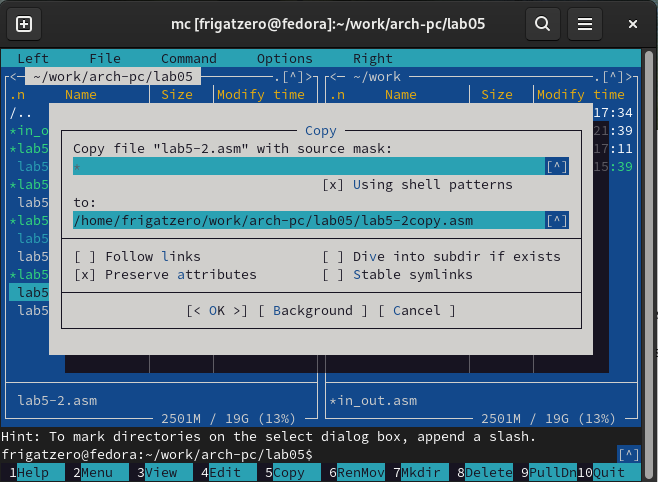 mc [frigatzero@fedora]:~/work/arch-pc/lab05
Left File Command Options Right
<— ~/work/arch-pc/lab05 .[^]> <— ~/work .[^]>
.n Name Size Modify time .n Name Size Modify time
/.. 17:34
*in_o 21:39
*lab5 17:11
lab5 15:39
*lab5
lab5
*lab5
lab5
lab5
*lab5
lab5
lab5
Copy
Copy file "lab5-2.asm" with source mask:
* [^]
[x] Using shell patterns
to:
/home/frigatzero/work/arch-pc/lab05/lab5-2copy.asm [^]
[ ] Follow links [ ] Dive into subdir if exists
[x] Preserve attributes [ ] Stable symlinks
[< OK >] [ Background ] [ Cancel ]
lab5-2.asm *in_out.asm
2501M / 19G (13%) 2501M / 19G (13%)
Hint: To mark directories on the select dialog box, append a slash.
frigatzero@fedora:~/work/arch-pc/lab05$ [^]
1Help 2Menu 3View 4Edit 5Copy 6RenMov 7Mkdir 8Delete 9PullDn 10Quit